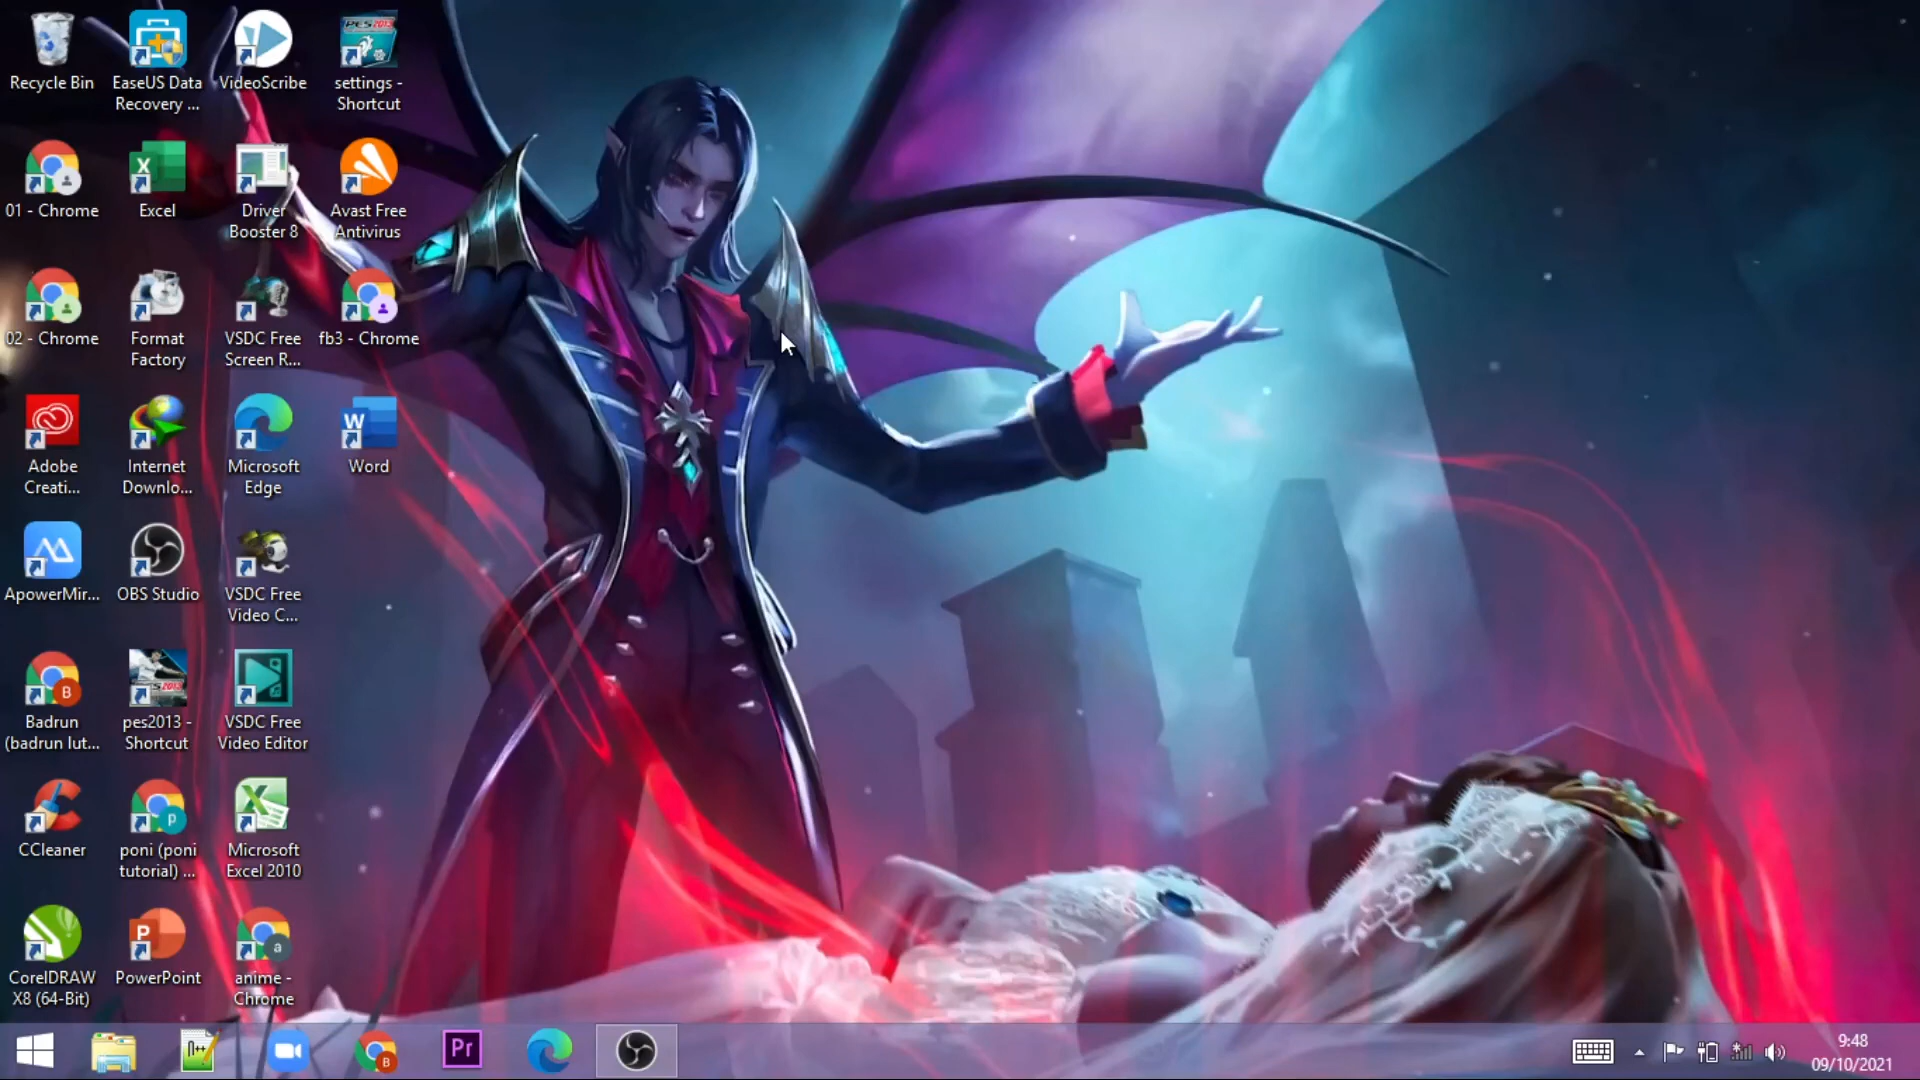 Recycle Bin
EaseUS Data
Recovery ...
VideoScribe
PES2013
settings -
Shortcut
01 - Chrome
Excel
Driver
Booster 8
Avast Free
Antivirus
02 - Chrome
Format
Factory
VSDC Free
Screen R...
fb3 - Chrome
Adobe
Creati...
Internet
Downlo...
Microsoft
Edge
W
Word
ApowerMir...
OBS Studio
VSDC Free
Video C...
B
Badrun
(badrun lut...
pes2013 -
Shortcut
VSDC Free
Video Editor
CCleaner
p
poni (poni
tutorial) ...
Microsoft
Excel 2010
CorelDRAW
X8 (64-Bit)
P
PowerPoint
a
anime -
Chrome
n++
B
Pr
9:48
09/10/2021